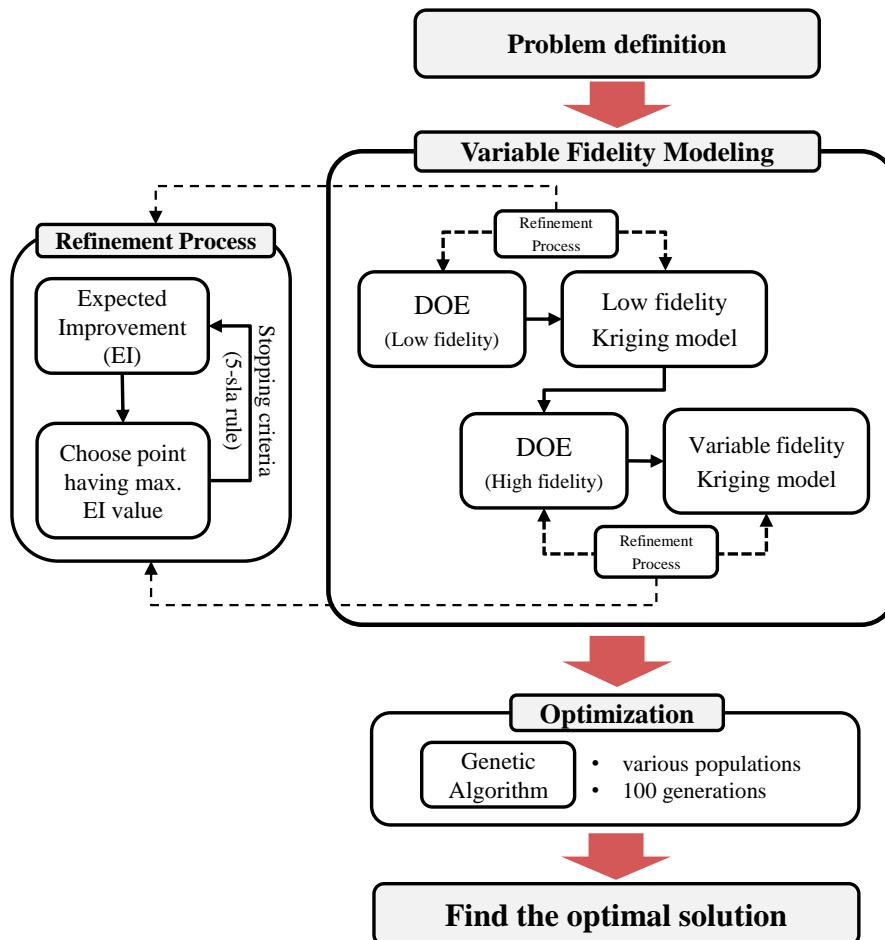 Problem definition
Variable Fidelity Modeling
Refinement
Process
DOE
(Low fidelity)
Low fidelity
Kriging model
DOE
(High fidelity)
Variable fidelity
Kriging model
Refinement
Process
Refinement Process
Expected
Improvement
(EI)
Choose point
having max.
EI value
Stopping criteria
(5-sla rule)
Optimization
Genetic
Algorithm
• various populations
• 100 generations
Find the optimal solution